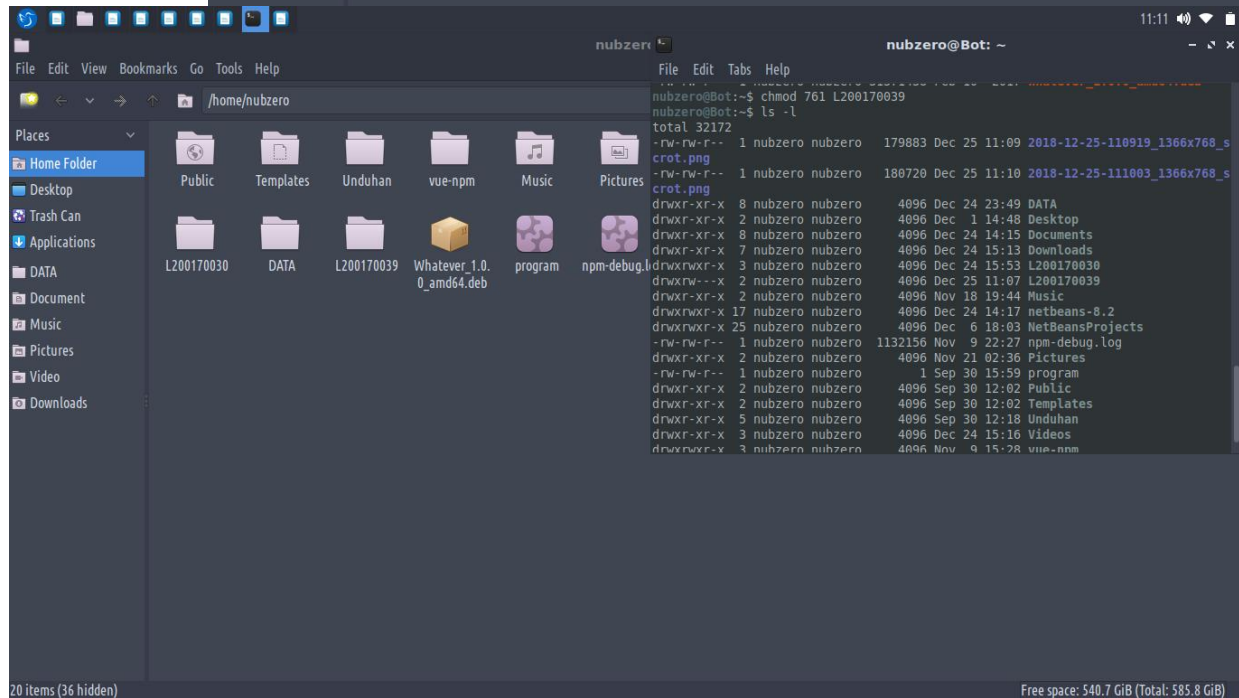 11:11
nubzero
nubzero@Bot: ~
File Edit View Bookmarks Go Tools Help
/home/nubzero
Places
Home Folder
Desktop
Trash Can
Applications
DATA
Document
Music
Pictures
Video
Downloads
Public Templates Unduhan vue-npm Music Pictures
L200170030 DATA L200170039 Whatever_1.0.0_amd64.deb program npm-debug.l
File Edit Tabs Help
nubzero@Bot:~$ chmod 761 L200170039
nubzero@Bot:~$ ls -l
total 32172
-rw-rw-r-- 1 nubzero nubzero 179883 Dec 25 11:09 2018-12-25-110919_1366x768_s
crot.png
-rw-rw-r-- 1 nubzero nubzero 180720 Dec 25 11:10 2018-12-25-111003_1366x768_s
crot.png
drwxr-xr-x 8 nubzero nubzero 4096 Dec 24 23:49 DATA
drwxr-xr-x 2 nubzero nubzero 4096 Dec 1 14:48 Desktop
drwxr-xr-x 8 nubzero nubzero 4096 Dec 24 14:15 Documents
drwxr-xr-x 7 nubzero nubzero 4096 Dec 24 15:13 Downloads
drwxrwxr-x 3 nubzero nubzero 4096 Dec 24 15:53 L200170030
drwxrw---x 2 nubzero nubzero 4096 Dec 25 11:07 L200170039
drwxr-xr-x 2 nubzero nubzero 4096 Nov 18 19:44 Music
drwxrwxr-x 17 nubzero nubzero 4096 Dec 24 14:17 netbeans-8.2
drwxrwxr-x 25 nubzero nubzero 4096 Dec 6 18:03 NetBeansProjects
-rw-rw-r-- 1 nubzero nubzero 1132156 Nov 9 22:27 npm-debug.log
drwxr-xr-x 2 nubzero nubzero 4096 Nov 21 02:36 Pictures
-rw-rw-r-- 1 nubzero nubzero 1 Sep 30 15:59 program
drwxr-xr-x 2 nubzero nubzero 4096 Sep 30 12:02 Public
drwxr-xr-x 2 nubzero nubzero 4096 Sep 30 12:02 Templates
drwxr-xr-x 5 nubzero nubzero 4096 Sep 30 12:18 Unduhan
drwxr-xr-x 3 nubzero nubzero 4096 Dec 24 15:16 Videos
drwxrwxr-x 3 nubzero nubzero 4096 Nov 9 15:28 vue-npm
20 items (36 hidden)
Free space: 540.7 GiB (Total: 585.8 GiB)